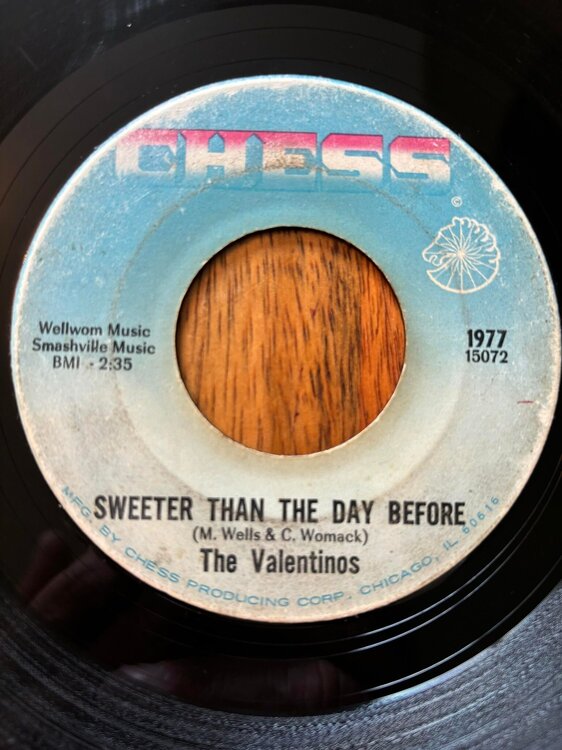 CHESS
©
Wellwom Music
Smashville Music
BMI - 2:35
1977
15072
SWEETER THAN THE DAY BEFORE
(M. Wells & C. Womack)
The Valentinos
MFG. BY CHESS PRODUCING CORP. CHICAGO, IL 60616